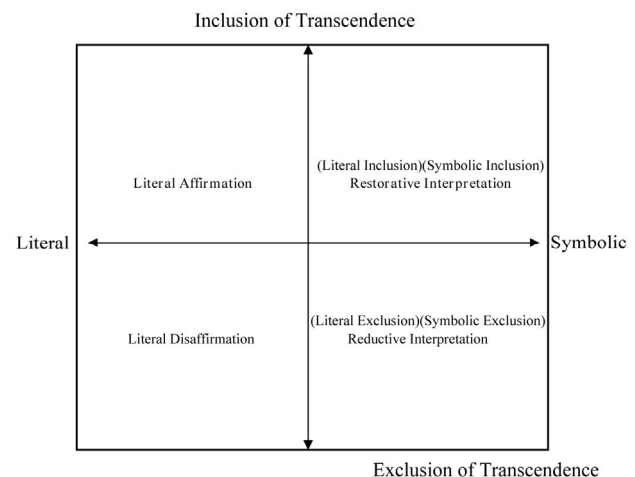 Inclusion of Transcendence
(Literal Inclusion)(Symbolic Inclusion)
Literal Affirmation
Restorative Interpretation
Literal
Symbolic
(Literal Exclusion)(Symbolic Exclusion)
Literal Disaffirmation
Reductive Interpretation
Exclusion of Transcendence